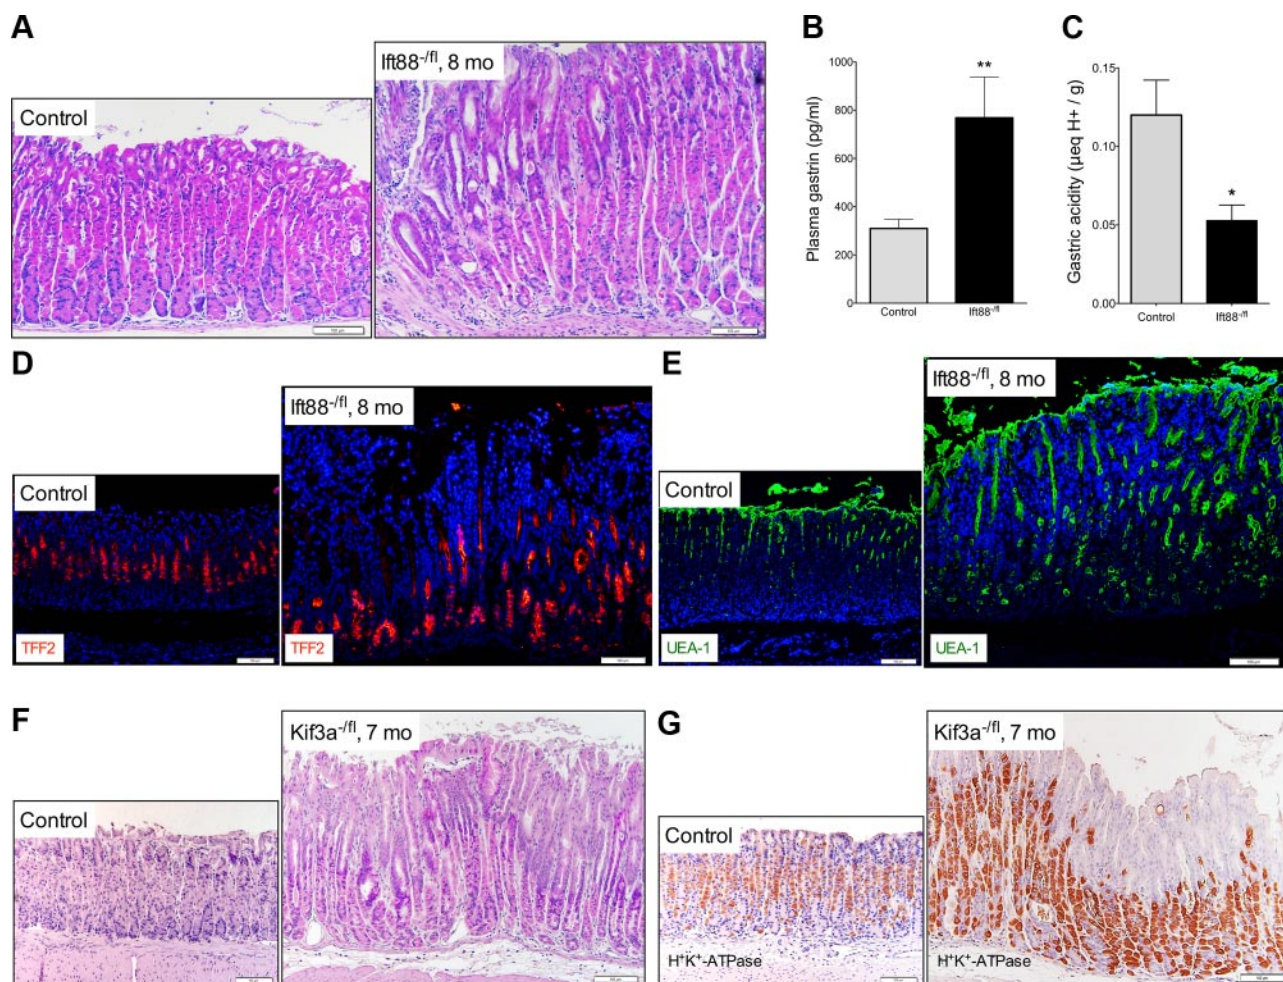 A
Control
Ift88-/fl, 8 mo
B
Plasma gastrin (pg/ml)
1000
800
600
400
200
0
**
Control
Ift88-/fl
C
Gastric acidity (µeq H+ / g)
0.15
0.10
0.05
0.00
*
Control
Ift88-/fl
D
Control
TFF2
Ift88-/fl, 8 mo
TFF2
E
Control
UEA-1
Ift88-/fl, 8 mo
UEA-1
F
Control
Kif3a-/fl, 7 mo
G
Control
H+K+-ATPase
Kif3a-/fl, 7 mo
H+K+-ATPase